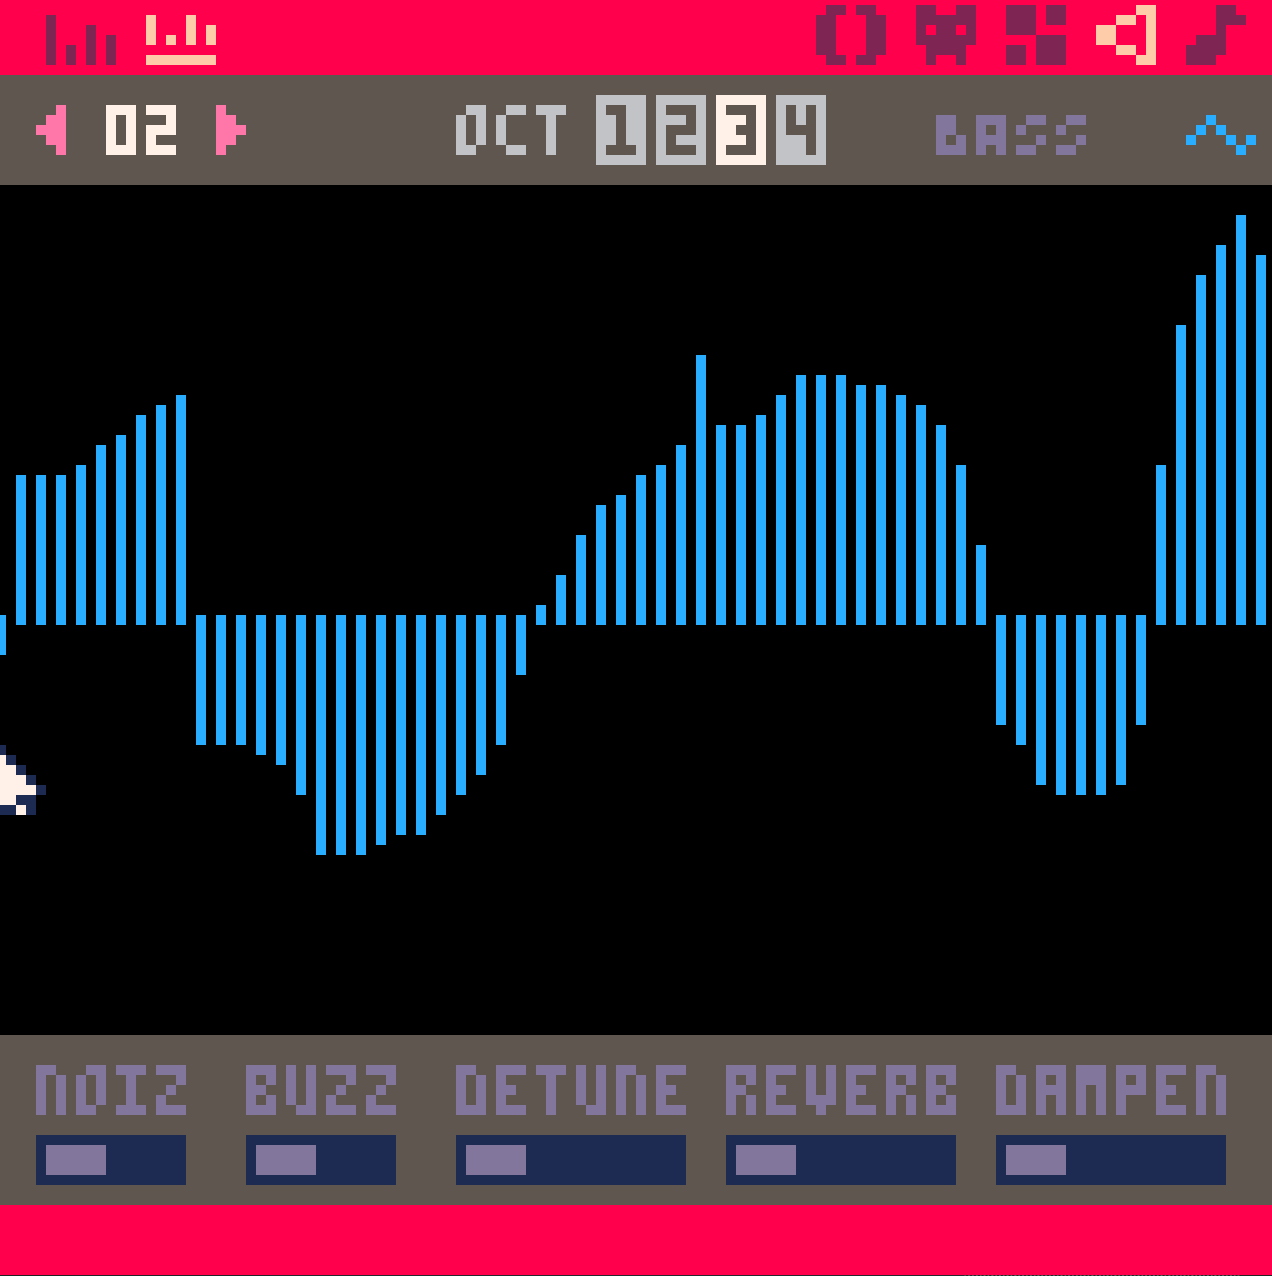 02 OCT 1 2 3 4 BASS
NOIZ BUZZ DETUNE REVERB DAMPEN